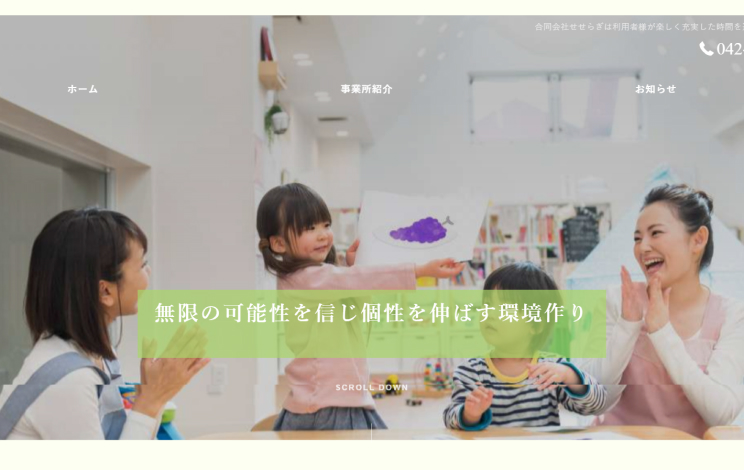 合同会社せせらぎは利用者様が楽しく充実した時間を
042
ホーム
事業所紹介
お知らせ
無限の可能性を信じ個性を伸ばす環境作り
SCROLL DOWN